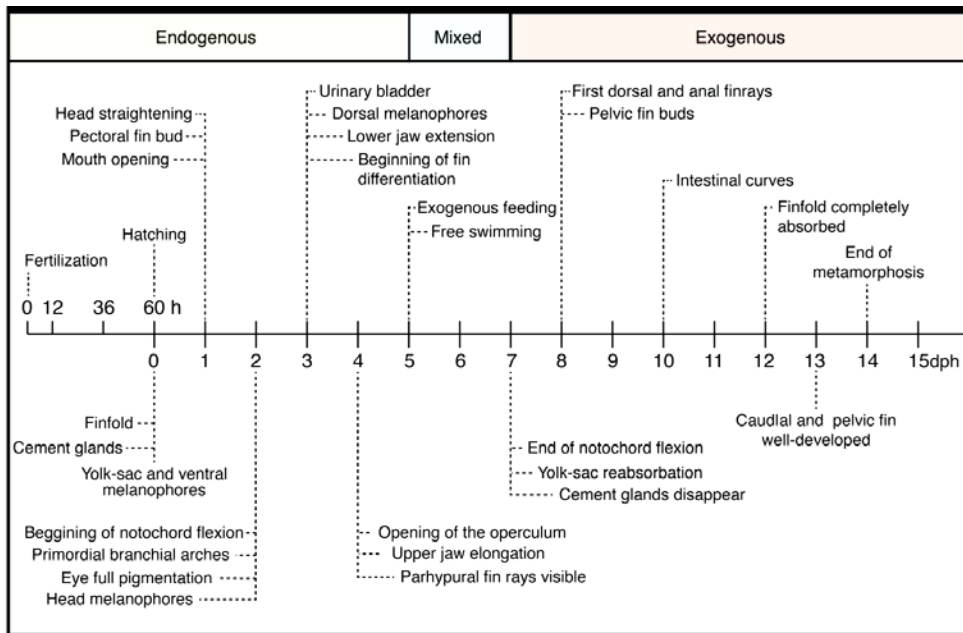 Endogenous
Mixed
Exogenous
Urinary bladder
Dorsal melanophores
Lower jaw extension
Beginning of fin
differentiation
First dorsal and anal finrays
Pelvic fin buds
Head straightening
Pectoral fin bud
Mouth opening
Exogenous feeding
Free swimming
Intestinal curves
Finfold completely
absorbed
Hatching
Fertilization
End of
metamorphosis
0 12 36 60 h
0 1 2 3 4 5 6 7 8 9 10 11 12 13 14 15dph
Finfold
Cement glands
Yolk-sac and ventral
melanophores
Caudlal and pelvic fin
well-developed
End of notochord flexion
Yolk-sac reabsorbation
Cement glands disappear
Beggining of notochord flexion
Primordial branchial arches
Eye full pigmentation
Head melanophores
Opening of the operculum
Upper jaw elongation
Parhypural fin rays visible